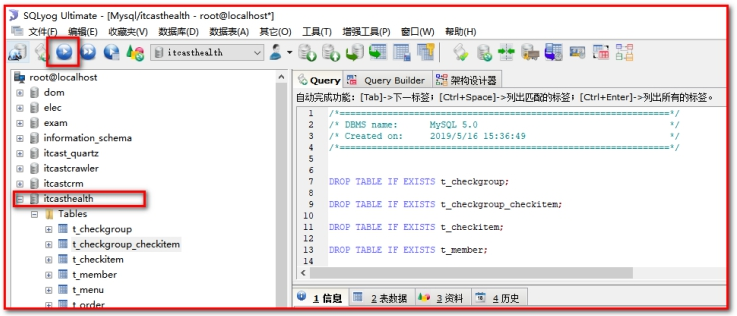 SQLyog Ultimate - [Mysql/itcasthealth - root@localhost*]
文件(F) 编辑(E) 收藏夹(V) 数据库(D) 表数据(A) 其它(O) 工具(T) 增强工具(P) 窗口(W) 帮助(H)
itcasthealth
root@localhost
dom
elec
exam
information_schema
itcast_quartz
itcastcrawler
itcastcrm
itcasthealth
Tables
t_checkgroup
t_checkgroup_checkitem
t_checkitem
t_member
t_menu
t_order
Query Query Builder 架构设计器
自动完成功能: [Tab]->下一标签; [Ctrl+Space]->列出匹配的标签; [Ctrl+Enter]->列出所有的标签。
1 /*==============================================================*/
2 /* DBMS name: MySQL 5.0 */
3 /* Created on: 2019/5/16 15:36:49 */
4 /*==============================================================*/
5
6
7 DROP TABLE IF EXISTS t_checkgroup;
8
9 DROP TABLE IF EXISTS t_checkgroup_checkitem;
10
11 DROP TABLE IF EXISTS t_checkitem;
12
13 DROP TABLE IF EXISTS t_member;
14
1 信息 2 表数据 3 资料 4 历史